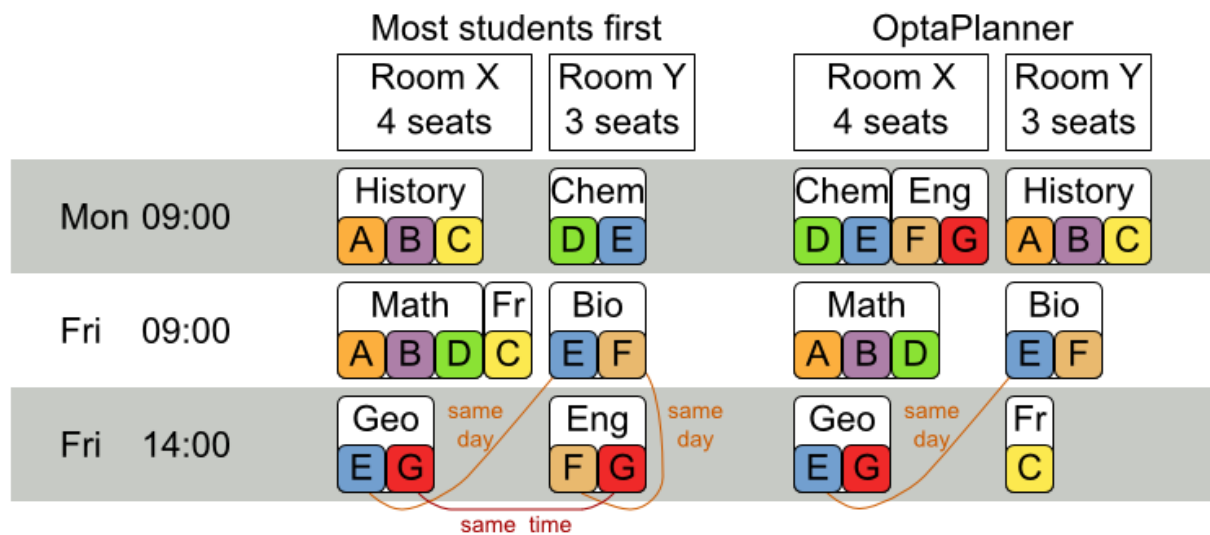 Most students first OptaPlanner
Room X Room Y Room X Room Y
4 seats 3 seats 4 seats 3 seats
Mon 09:00 History Chem Chem Eng History
A B C D E D E F G A B C
Fri 09:00 Math Fr Bio Math Bio
A B D C E F A B D E F
Fri 14:00 Geo same day Eng same day Geo same day Fr
E G F G E G C
same time